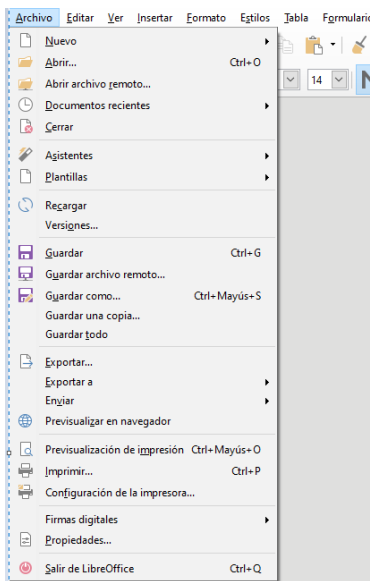 Archivo Editar Ver Insertar Formato Estilos Tabla Formulario
Nuevo
Abrir... Ctrl+O
14 N
Abrir archivo remoto...
Documentos recientes
Cerrar
Asistentes
Plantillas
Recargar
Versiones...
Guardar Ctrl+G
Guardar archivo remoto...
Guardar como... Ctrl+Mayús+S
Guardar una copia...
Guardar todo
Exportar...
Exportar a
Enviar
Previsualizar en navegador
Previsualización de impresión Ctrl+Mayús+O
Imprimir... Ctrl+P
Configuración de la impresora...
Firmas digitales
Propiedades...
Salir de LibreOffice Ctrl+Q